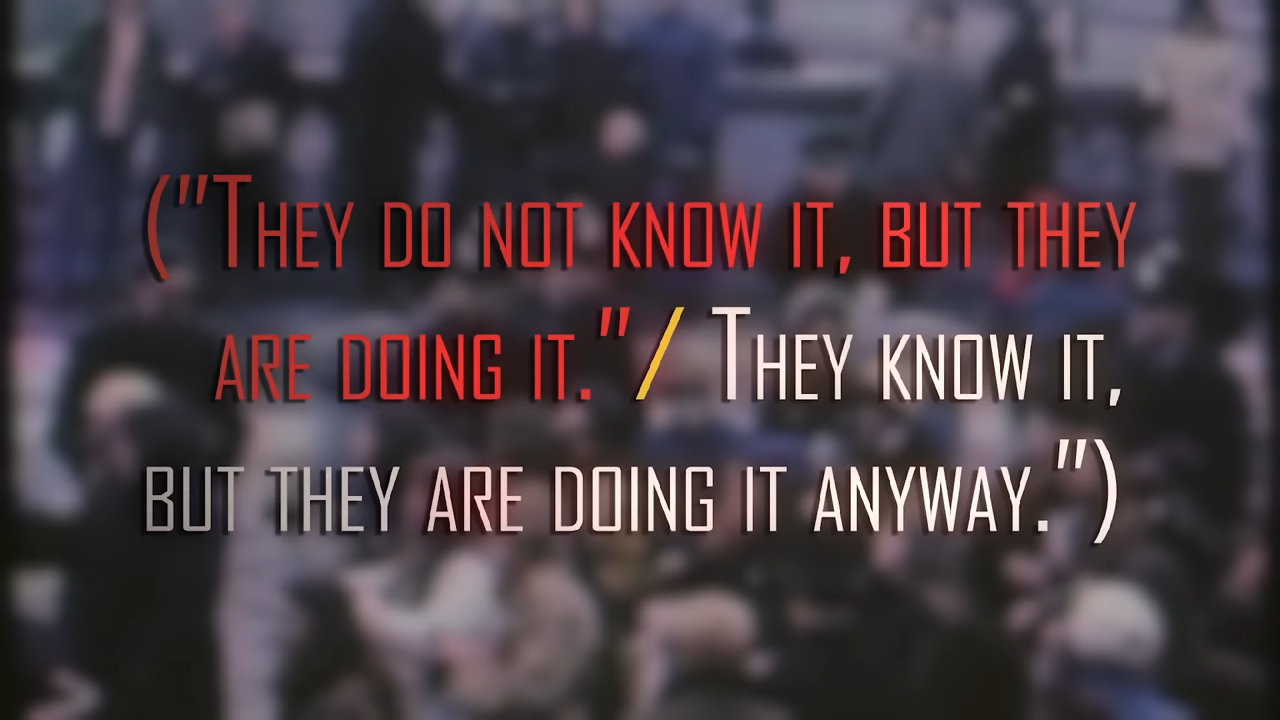 ("They do not know it, but they
are doing it."/ They know it,
but they are doing it anyway.")